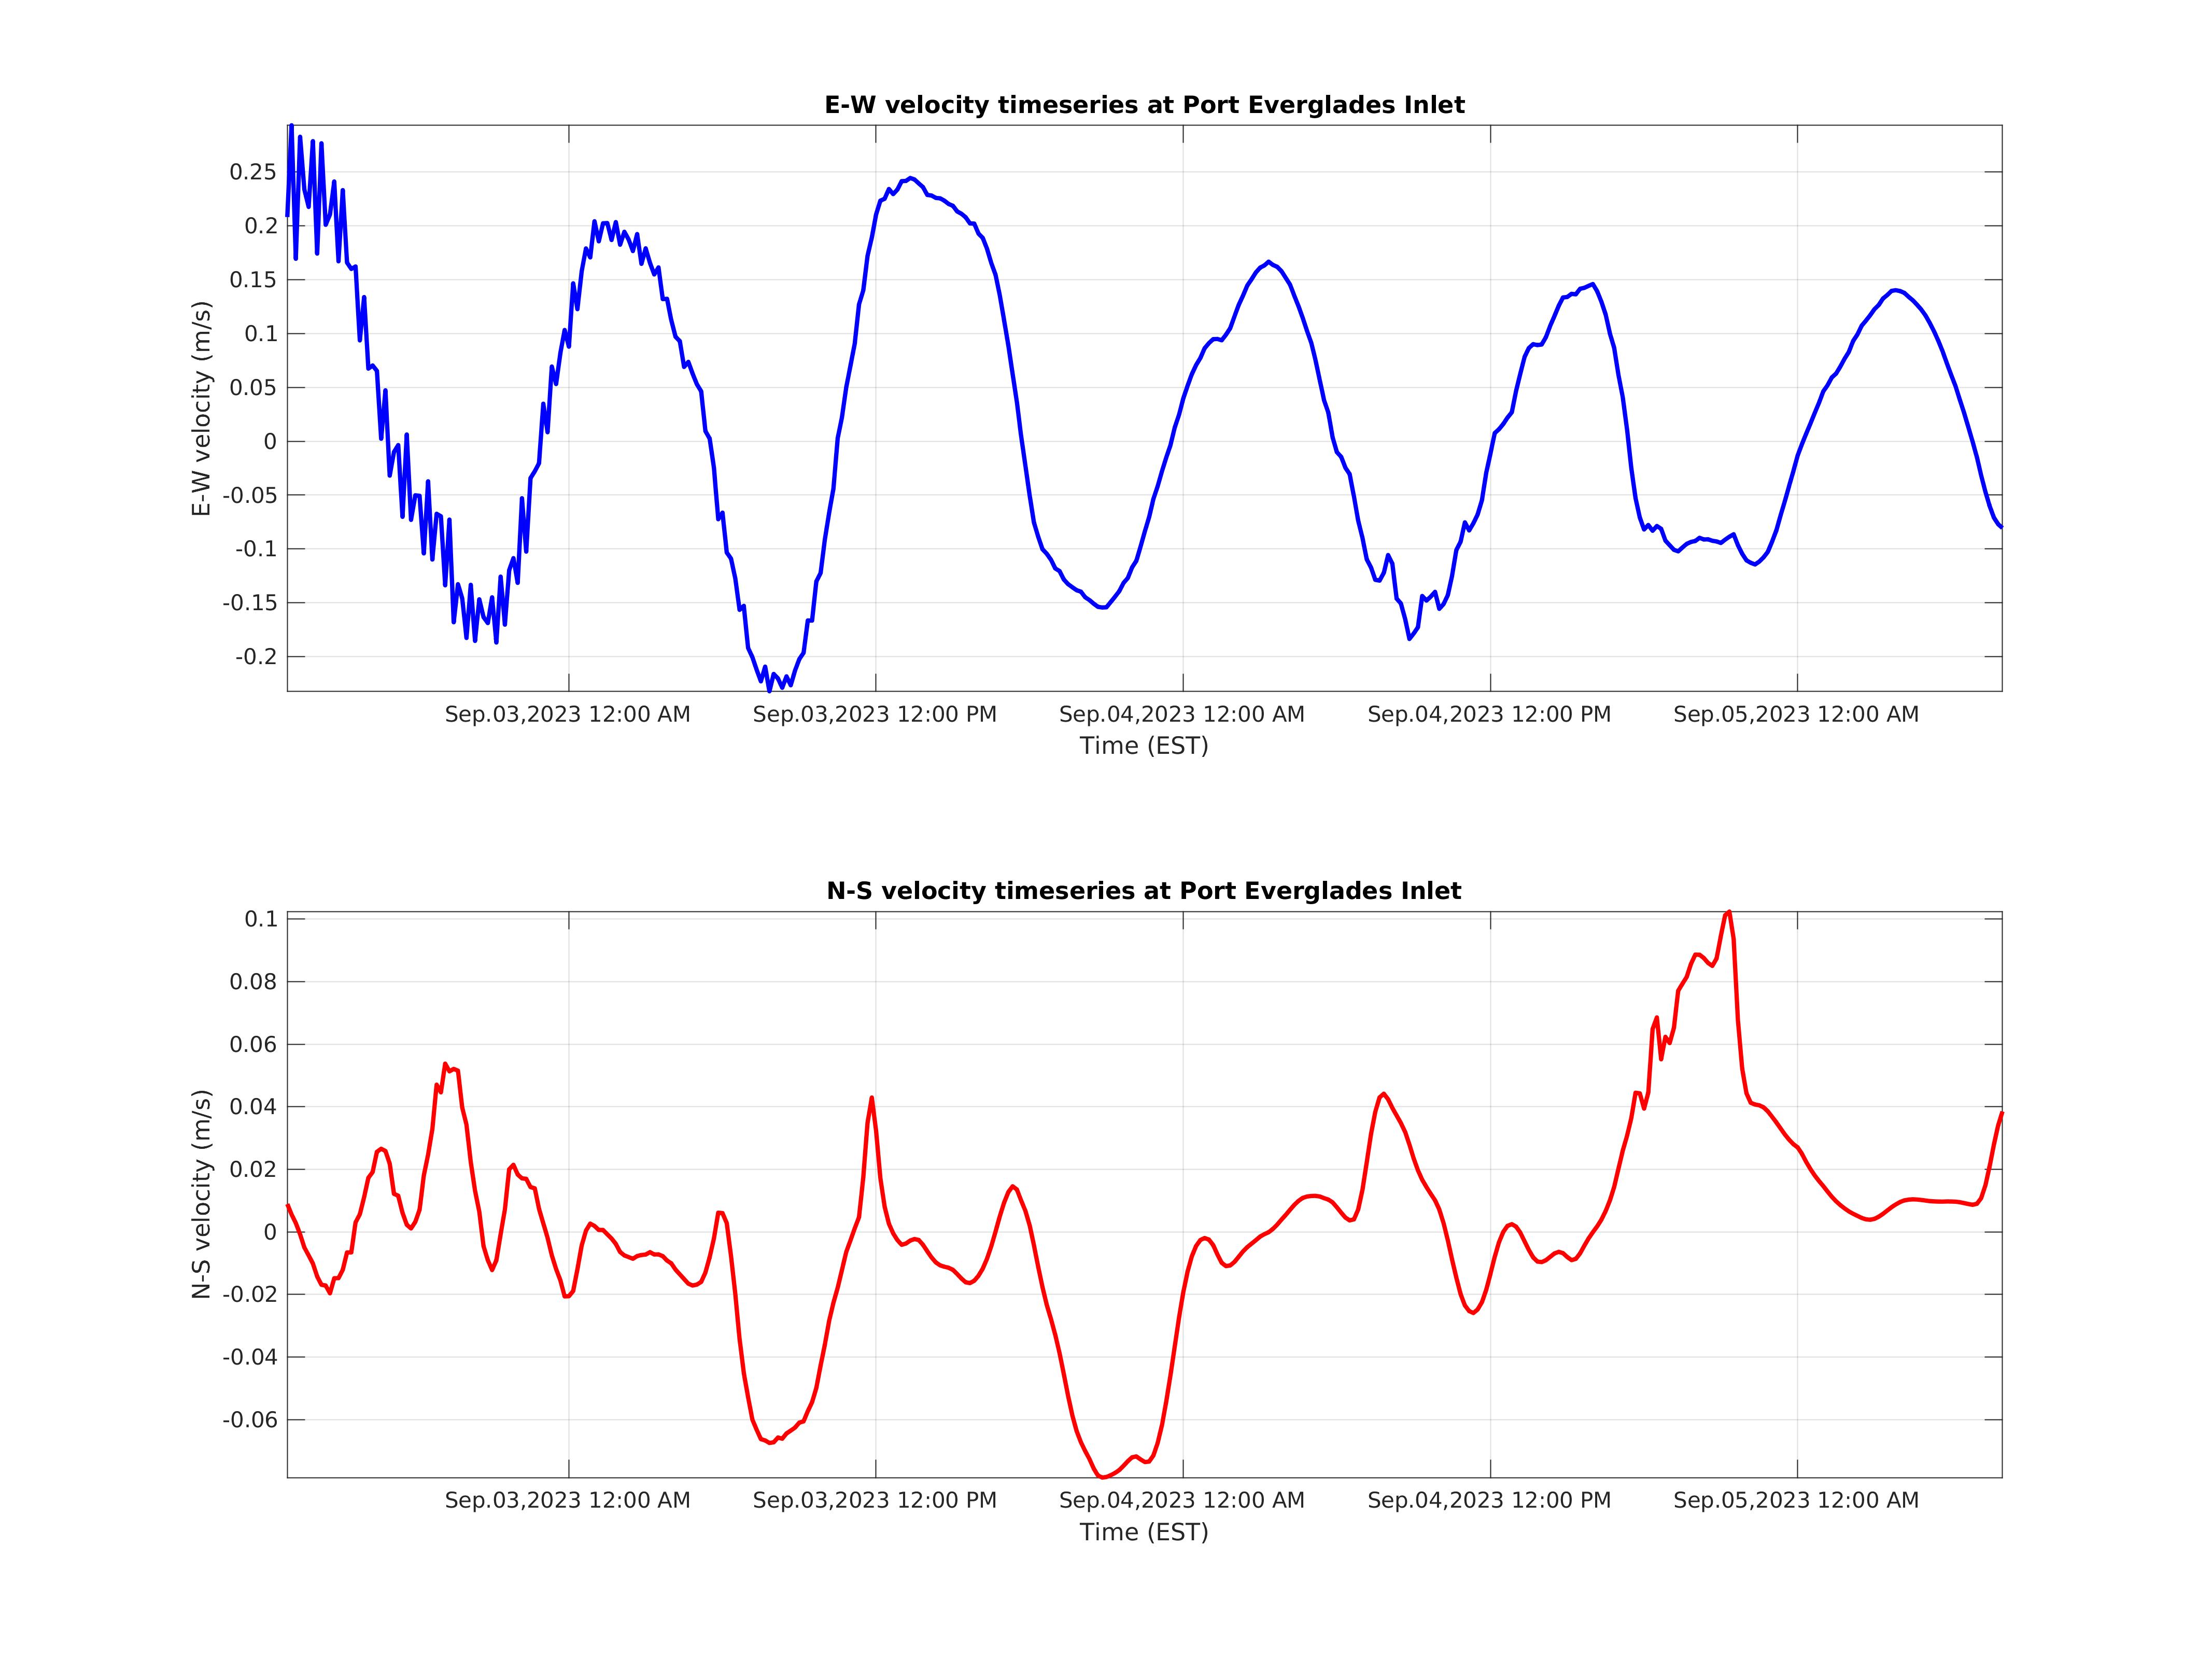 E-W velocity timeseries at Port Everglades Inlet
E-W velocity (m/s)
0.25
0.2
0.15
0.1
0.05
0
-0.05
-0.1
-0.15
-0.2
Sep.03,2023 12:00 AM Sep.03,2023 12:00 PM Sep.04,2023 12:00 AM Sep.04,2023 12:00 PM Sep.05,2023 12:00 AM
Time (EST)
N-S velocity timeseries at Port Everglades Inlet
N-S velocity (m/s)
0.1
0.08
0.06
0.04
0.02
0
-0.02
-0.04
-0.06
Sep.03,2023 12:00 AM Sep.03,2023 12:00 PM Sep.04,2023 12:00 AM Sep.04,2023 12:00 PM Sep.05,2023 12:00 AM
Time (EST)